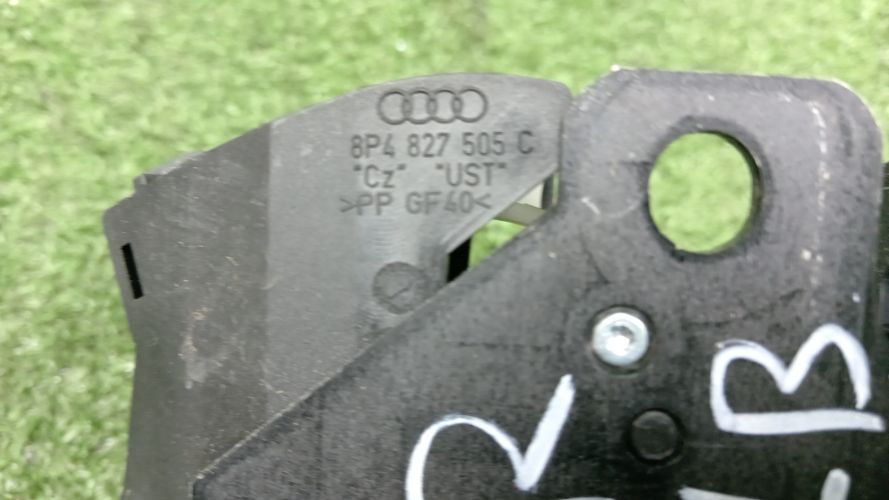 8P4 827 505 C
"Cz" "UST"
>PP GF40<